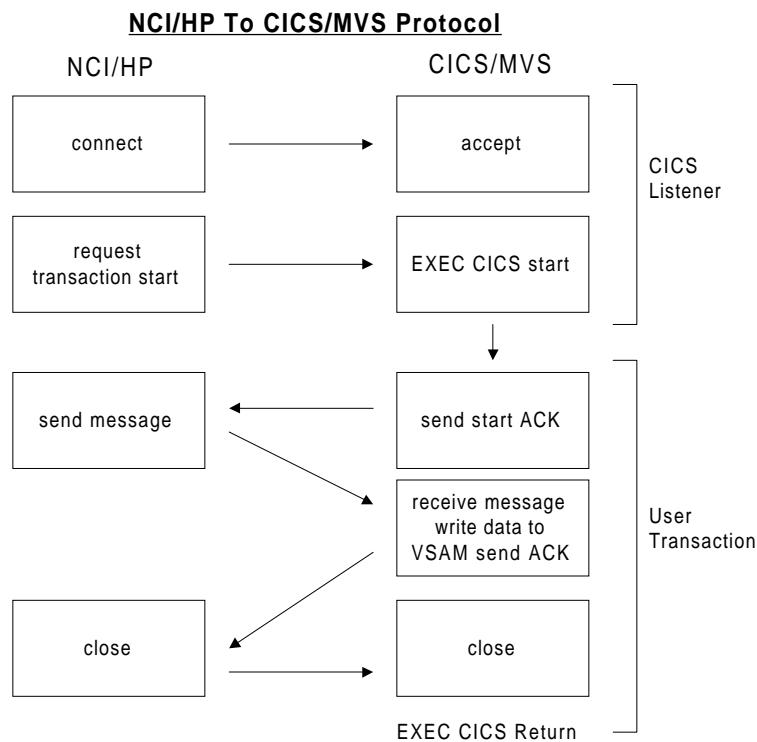 NCI/HP To CICS/MVS Protocol
NCI/HP
CICS/MVS
connect
accept
CICS
Listener
request
transaction start
EXEC CICS start
send message
send start ACK
receive message
write data to
VSAM send ACK
User
Transaction
close
close
EXEC CICS Return